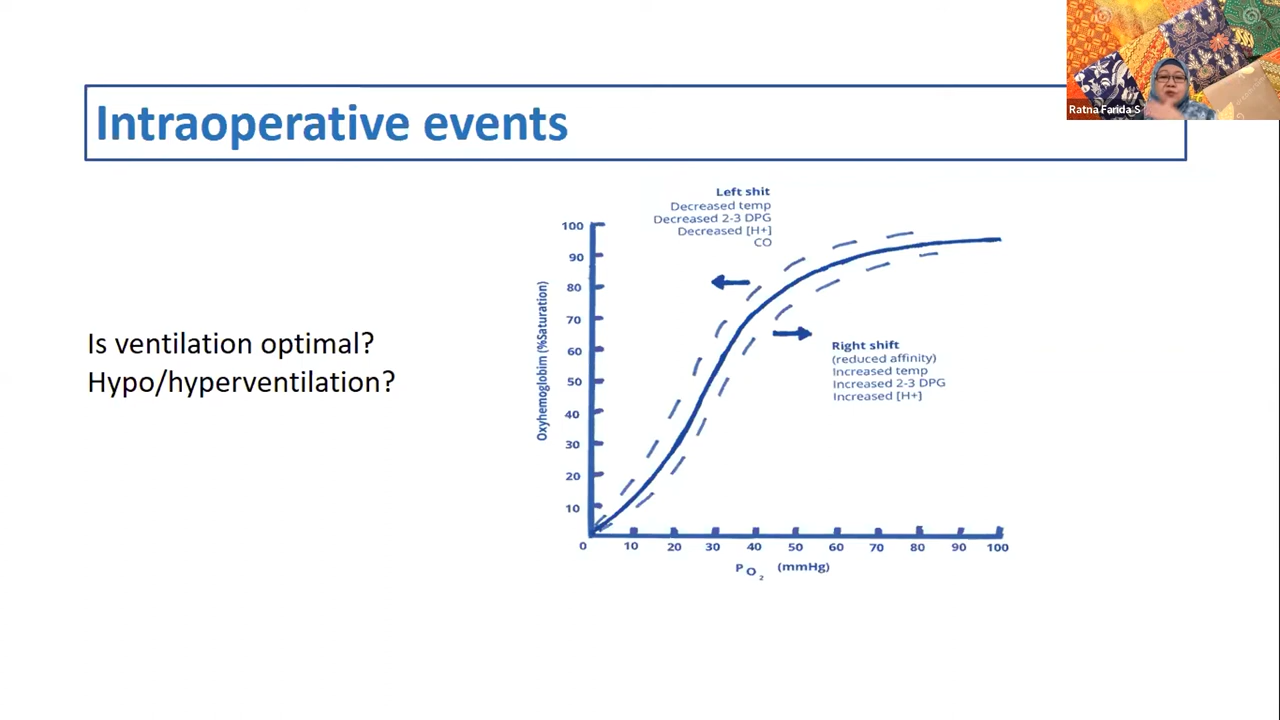 Ratna Farida S
Intraoperative events
Is ventilation optimal?
Hypo/hyperventilation?
Left shit
Decreased temp
Decreased 2-3 DPG
Decreased [H+]
CO
Oxyhemoglobim (%Saturation)
100
90
80
70
60
50
40
30
20
10
Right shift
(reduced affinity)
Increased temp
Increased 2-3 DPG
Increased [H+]
0 10 20 30 40 50 60 70 80 90 100
PO2 (mmHg)